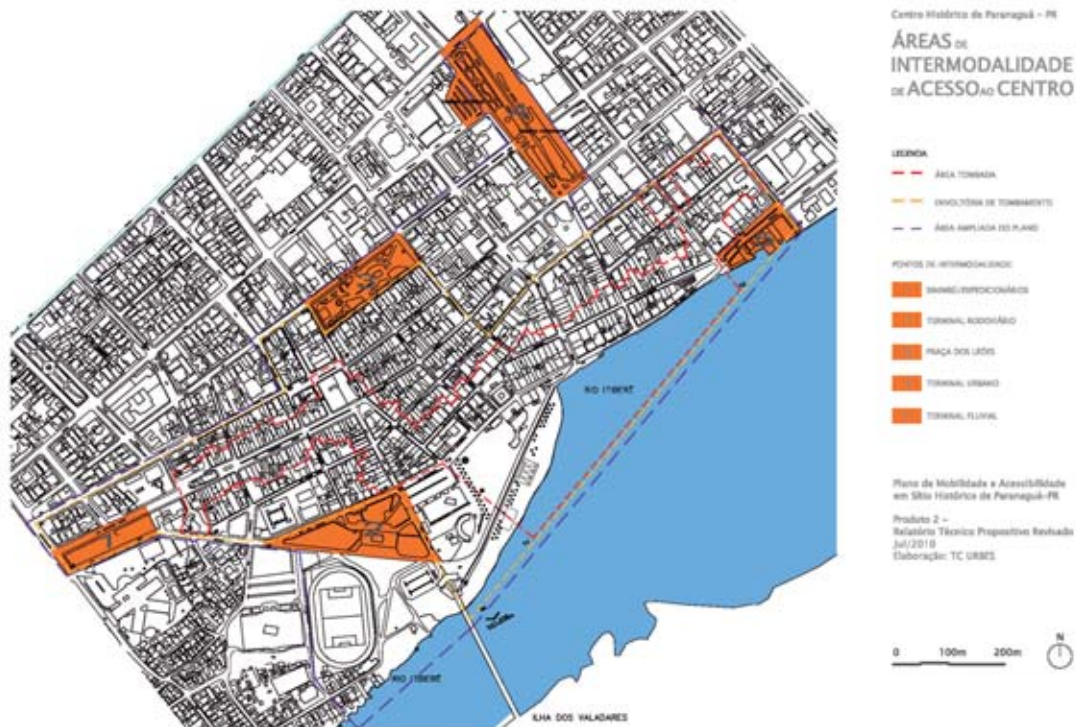 Centro Histórico de Paranaguá - PR
ÁREAS DE
INTERMODALIDADE
DE ACESSO AO CENTRO
LEGENDA
ÁREA TOMBADA
ENVOLTÓRIA DE TOMBAMENTO
ÁREA AMPLIADA DO PLANO
PONTOS DE INTERMODALIDADE
TERMINAL RODOVIÁRIO
PRAÇA DOS LEÕES
TERMINAL URBANO
TERMINAL FLUVIAL
Plano de Mobilidade e Acessibilidade
em Sítio Histórico de Paranaguá-PR
Produto 2 -
Relatório Técnico Propositivo Revisado
Jul/2010
Elaboração: TC URBES
0 100m 200m
N
RIO ITIBERÊ
RIO ITIBERÊ
ILHA DOS VALADARES